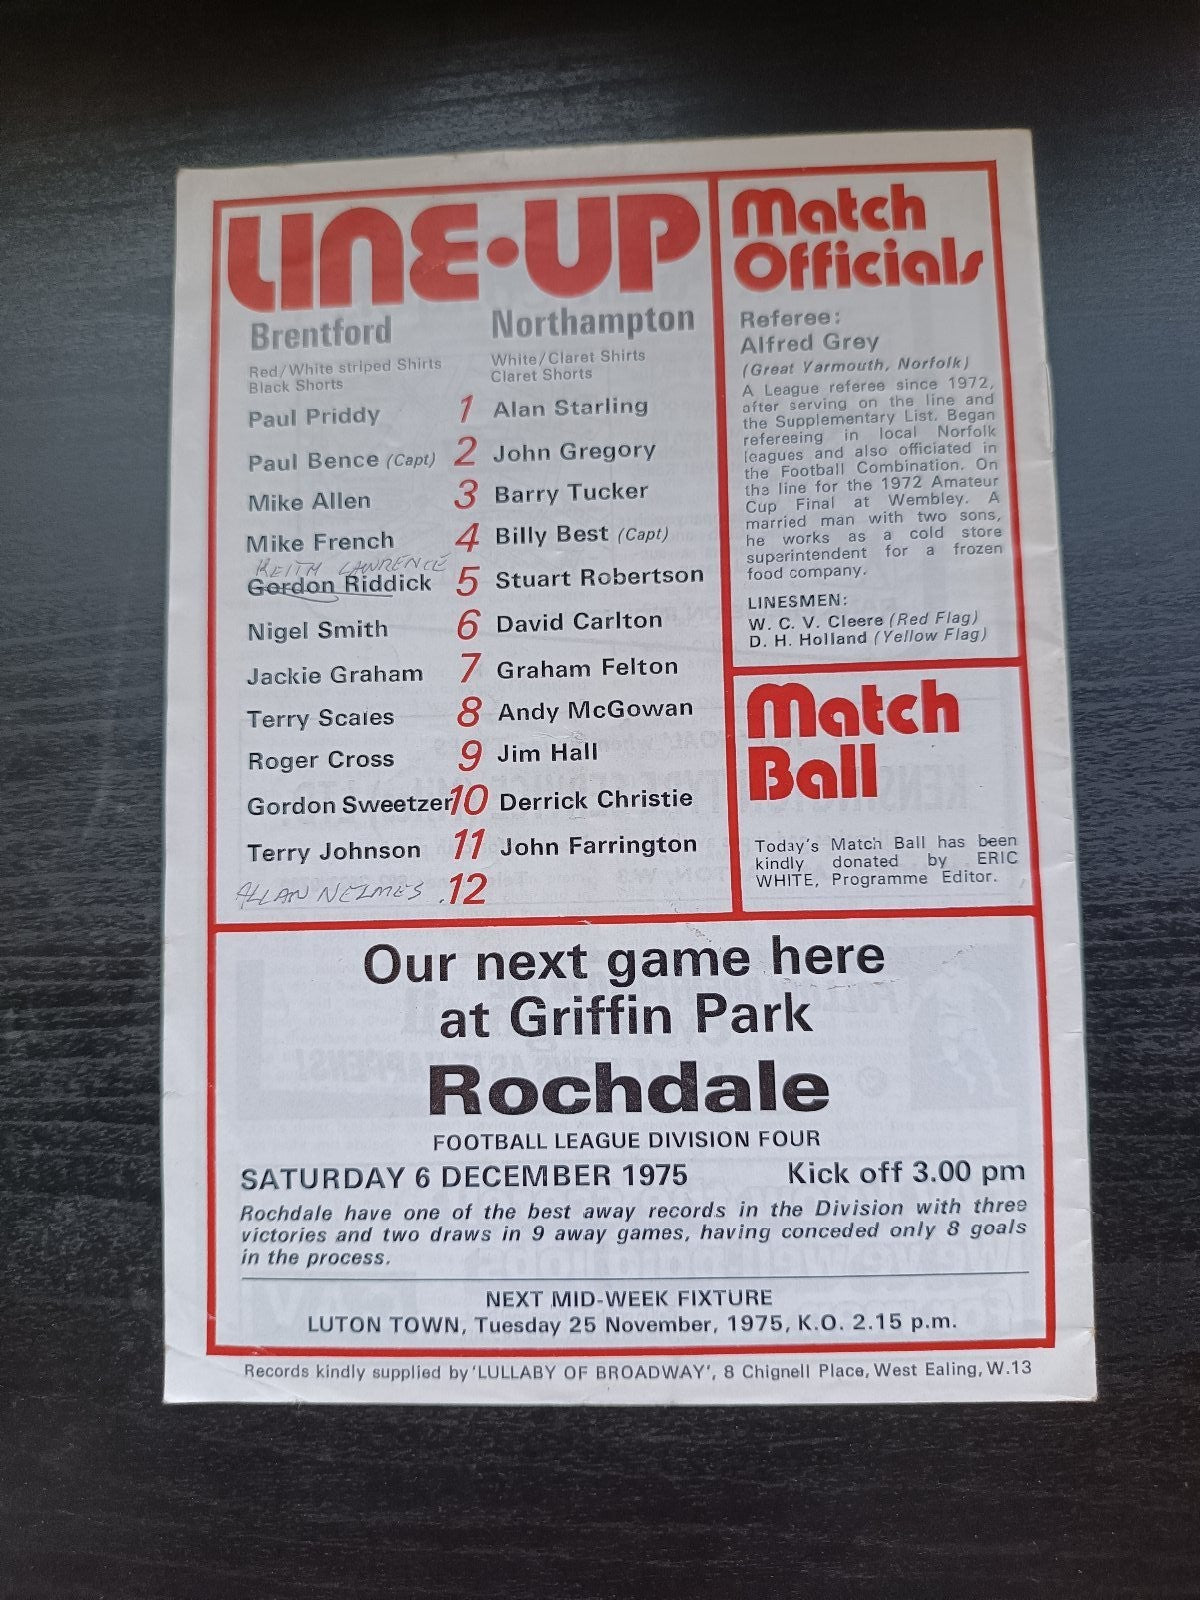 LINE-UP
Brentford
Red/White striped Shirts
Black Shorts
Northampton
White/Claret Shirts
Claret Shorts
Paul Priddy 1 Alan Starling
Paul Bence (Capt) 2 John Gregory
Mike Allen 3 Barry Tucker
Mike French 4 Billy Best (Capt)
KEITH LAWRENCE
Gordon Riddick 5 Stuart Robertson
Nigel Smith 6 David Carlton
Jackie Graham 7 Graham Felton
Terry Scales 8 Andy McGowan
Roger Cross 9 Jim Hall
Gordon Sweetzer 10 Derrick Christie
Terry Johnson 11 John Farrington
ALLAN NELMES .12
Match
Officials
Referee:
Alfred Grey
(Great Yarmouth, Norfolk)
A League referee since 1972,
after serving on the line and
the Supplementary List. Began
refereeing in local Norfolk
leagues and also officiated in
the Football Combination. On
tha line for the 1972 Amateur
Cup Final at Wembley. A
married man with two sons,
he works as a cold store
superintendent for a frozen
food company.
LINESMEN:
W. C. V. Cleere (Red Flag)
D. H. Holland (Yellow Flag)
Match
Ball
Today's Match Ball has been
kindly donated by ERIC
WHITE, Programme Editor.
Our next game here
at Griffin Park
Rochdale
FOOTBALL LEAGUE DIVISION FOUR
SATURDAY 6 DECEMBER 1975 Kick off 3.00 pm
Rochdale have one of the best away records in the Division with three
victories and two draws in 9 away games, having conceded only 8 goals
in the process.
NEXT MID-WEEK FIXTURE
LUTON TOWN, Tuesday 25 November, 1975, K.O. 2.15 p.m.
Records kindly supplied by 'LULLABY OF BROADWAY', 8 Chignell Place, West Ealing, W.13